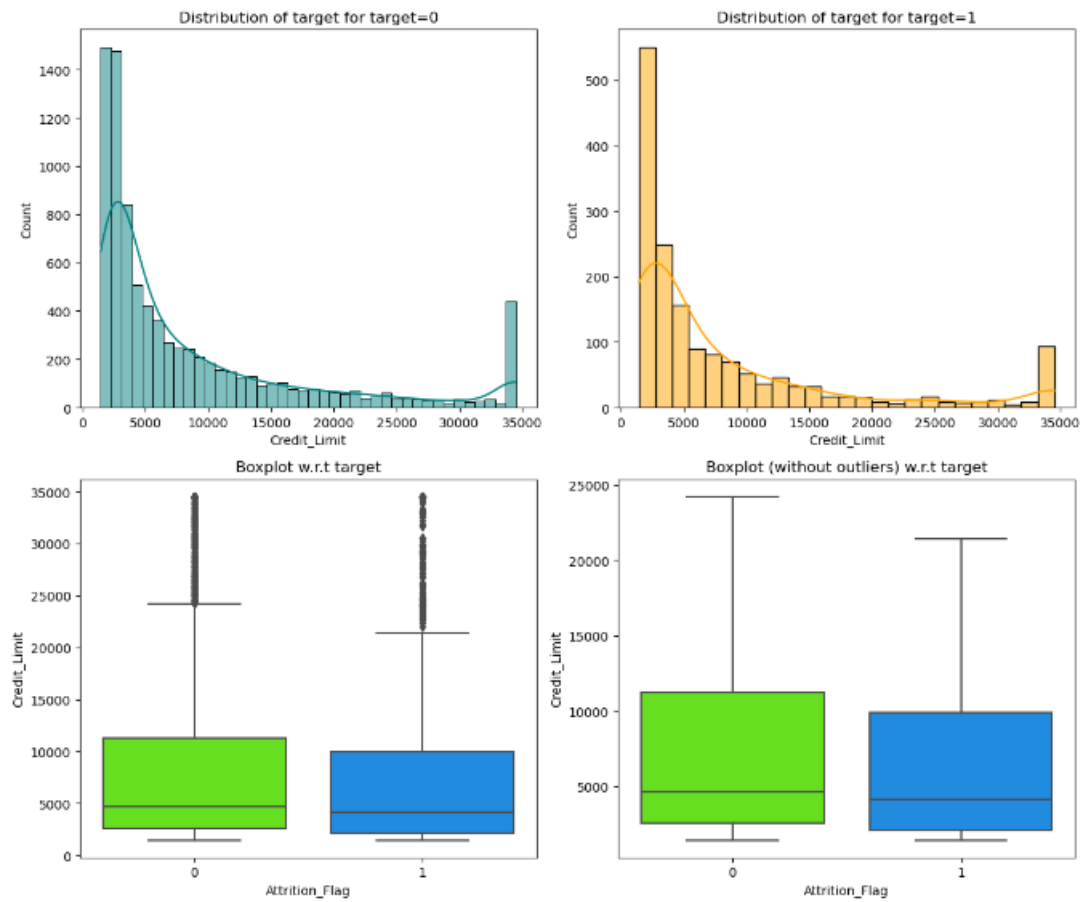 Distribution of target for target=0
1400
1200
1000
800
600
400
200
0
Count
0 5000 10000 15000 20000 25000 30000 35000
Credit_Limit
Distribution of target for target=1
500
400
300
200
100
0
Count
0 5000 10000 15000 20000 25000 30000 35000
Credit_Limit
Boxplot w.r.t target
35000
30000
25000
20000
15000
10000
5000
0
Credit_Limit
0 1
Attrition_Flag
Boxplot (without outliers) w.r.t target
25000
20000
15000
10000
5000
Credit_Limit
0 1
Attrition_Flag